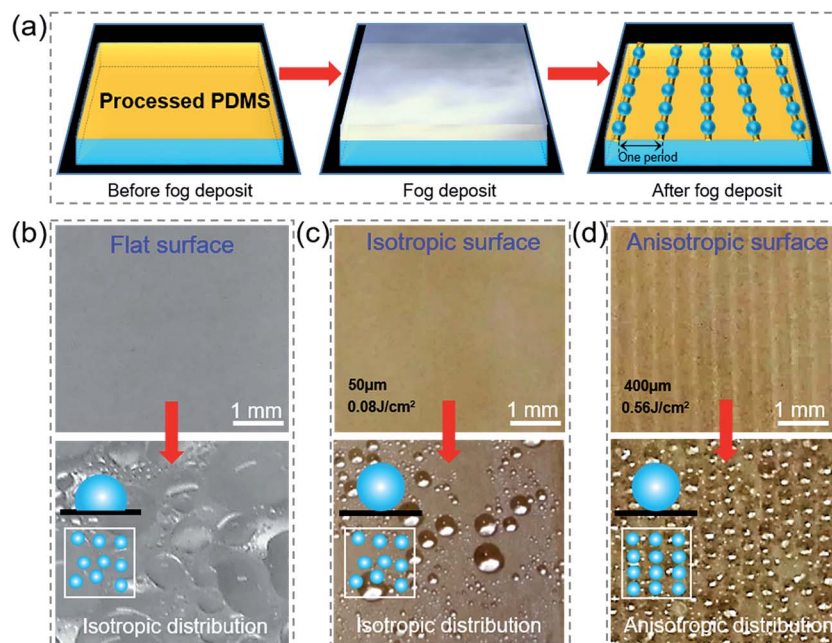 (a)
Processed PDMS
One period
Before fog deposit
Fog deposit
After fog deposit
(b)
Flat surface
1 mm
Isotropic distribution
(c)
Isotropic surface
50μm
0.08J/cm²
1 mm
Isotropic distribution
(d)
Anisotropic surface
400μm
0.56J/cm²
1 mm
Anisotropic distribution